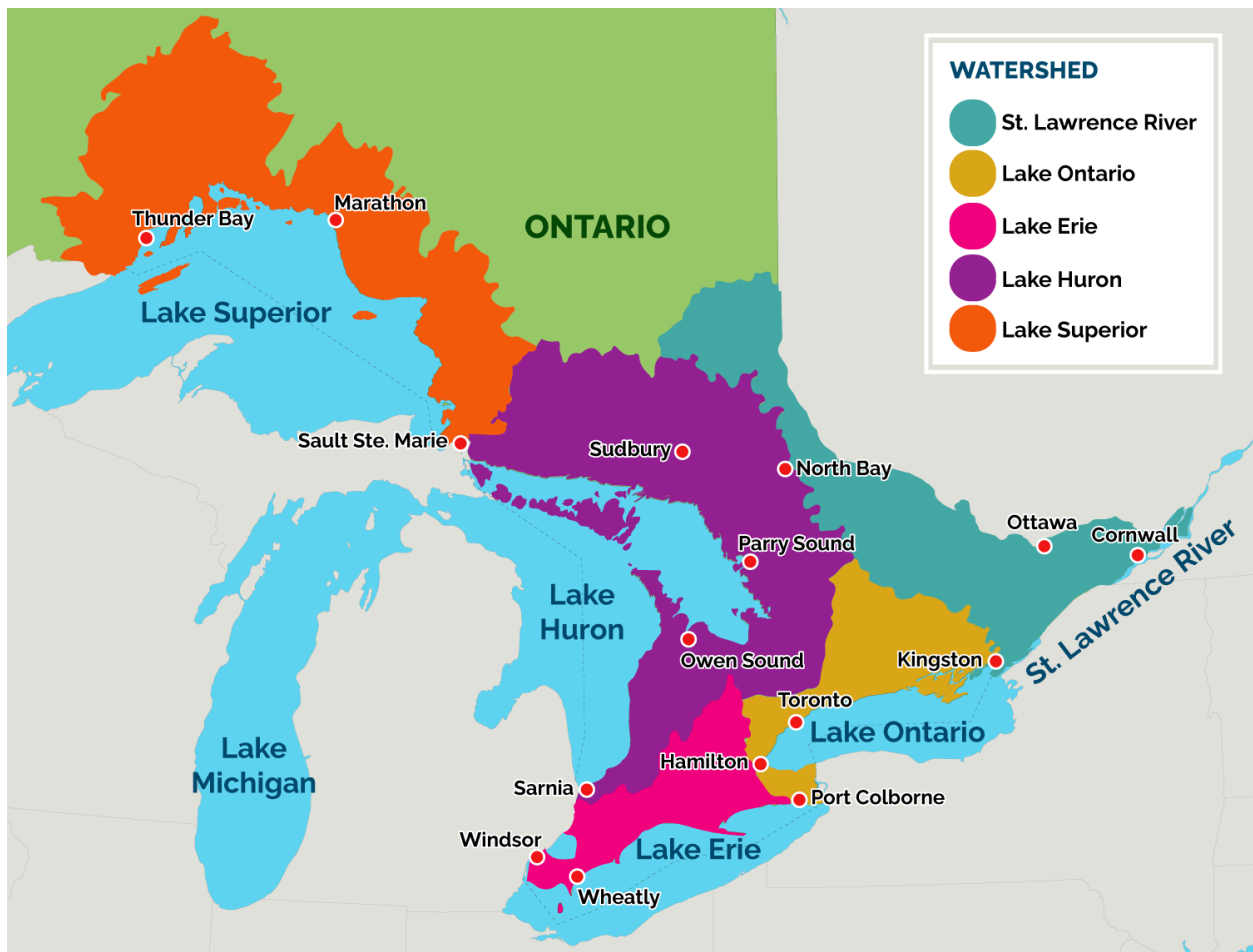 WATERSHED
St. Lawrence River
Lake Ontario
Lake Erie
Lake Huron
Lake Superior
ONTARIO
Thunder Bay
Marathon
Lake Superior
Sault Ste. Marie
Sudbury
North Bay
Ottawa
Cornwall
Parry Sound
St. Lawrence River
Lake
Huron
Owen Sound
Kingston
Toronto
Lake Ontario
Lake
Michigan
Hamilton
Sarnia
Port Colborne
Windsor
Lake Erie
Wheatly